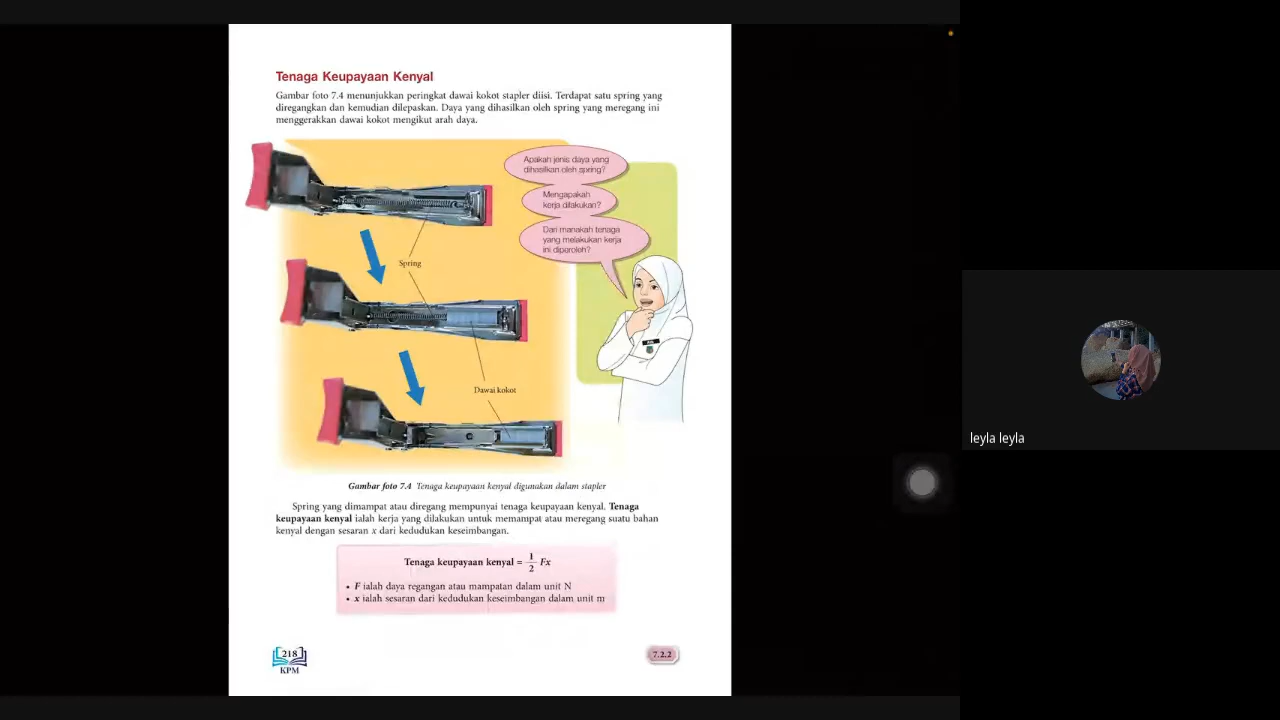 Tenaga Keupayaan Kenyal
Gambar foto 7.4 menunjukkan peringkat dawai kokot stapler diisi. Terdapat satu spring yang
diregangkan dan kemudian dilepaskan. Daya yang dihasilkan oleh spring yang meregang ini
menggerakkan dawai kokot mengikut arah daya.
Apakah jenis daya yang
dihasilkan oleh spring?
Mengapakah
kerja dilakukan?
Dari manakah tenaga
yang melakukan kerja
ini diperoleh?
Spring
Dawai kokot
Gambar foto 7.4 Tenaga keupayaan kenyal digunakan dalam stapler
Spring yang dimampat atau diregang mempunyai tenaga keupayaan kenyal. Tenaga
keupayaan kenyal ialah kerja yang dilakukan untuk memampat atau meregang suatu bahan
kenyal dengan sesaran x dari kedudukan keseimbangan.
Tenaga keupayaan kenyal = 1/2 Fx
• F ialah daya regangan atau mampatan dalam unit N
• x ialah sesaran dari kedudukan keseimbangan dalam unit m
218
KPM
7.2.2
leyla leyla